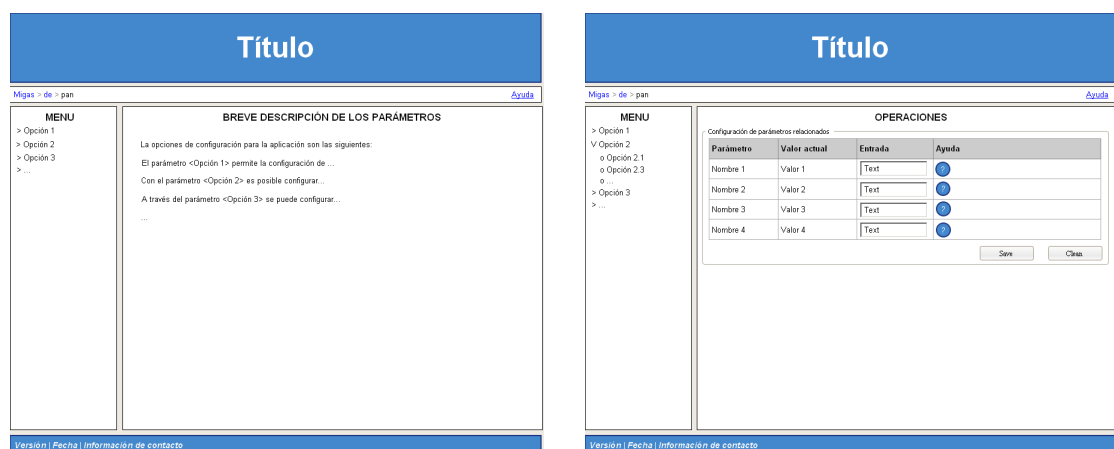 Título
Migas > de > pan Ayuda
MENU
> Opción 1
> Opción 2
> Opción 3
> ...
BREVE DESCRIPCIÓN DE LOS PARÁMETROS
La opciones de configuración para la aplicación son las siguientes:
El parámetro <Opción 1> permite la configuración de ...
Con el parámetro <Opción 2> es posible configurar...
A través del parámetro <Opción 3> se puede configurar...
...
Versión | Fecha | Información de contacto
Título
Migas > de > pan Ayuda
MENU
> Opción 1
V Opción 2
o Opción 2.1
o Opción 2.3
o ...
> Opción 3
> ...
OPERACIONES
Configuración de parámetros relacionados
Parámetro Valor actual Entrada Ayuda
Nombre 1 Valor 1 Text ?
Nombre 2 Valor 2 Text ?
Nombre 3 Valor 3 Text ?
Nombre 4 Valor 4 Text ?
Save Clean
Versión | Fecha | Información de contacto